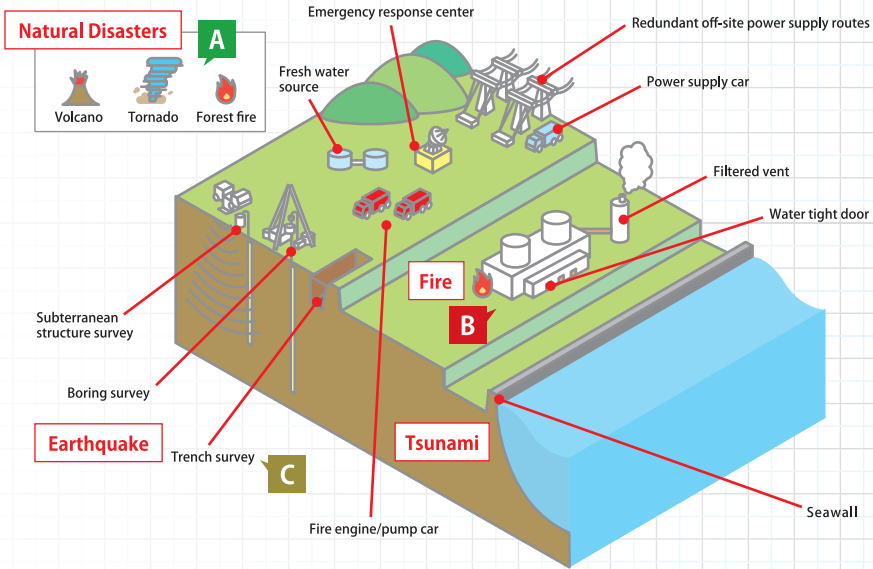 Natural Disasters
A
Volcano
Tornado
Forest fire
Emergency response center
Redundant off-site power supply routes
Fresh water
source
Power supply car
Filtered vent
Water tight door
Fire
B
Subterranean
structure survey
Boring survey
Earthquake
Trench survey
C
Tsunami
Fire engine/pump car
Seawall